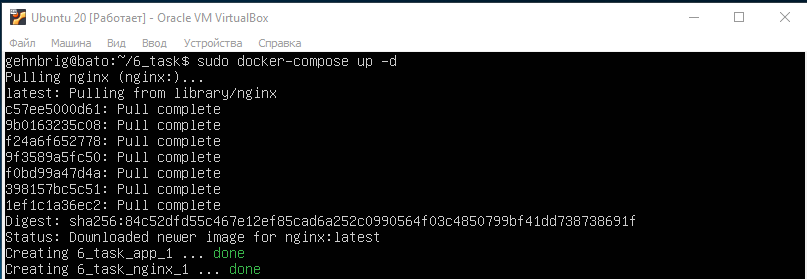 Ubuntu 20 [Работает] - Oracle VM VirtualBox
Файл Машина Вид Ввод Устройства Справка
gehnbrig@bato:~/6_task$ sudo docker-compose up -d
Pulling nginx (nginx:)...
latest: Pulling from library/nginx
c57ee5000d61: Pull complete
9b0163235c08: Pull complete
f24a6f652778: Pull complete
9f3589a5fc50: Pull complete
f0bd99a47d4a: Pull complete
398157bc5c51: Pull complete
1ef1c1a36ec2: Pull complete
Digest: sha256:84c52dfd55c467e12ef85cad6a252c0990564f03c4850799bf41dd738738691f
Status: Downloaded newer image for nginx:latest
Creating 6_task_app_1 ... done
Creating 6_task_nginx_1 ... done